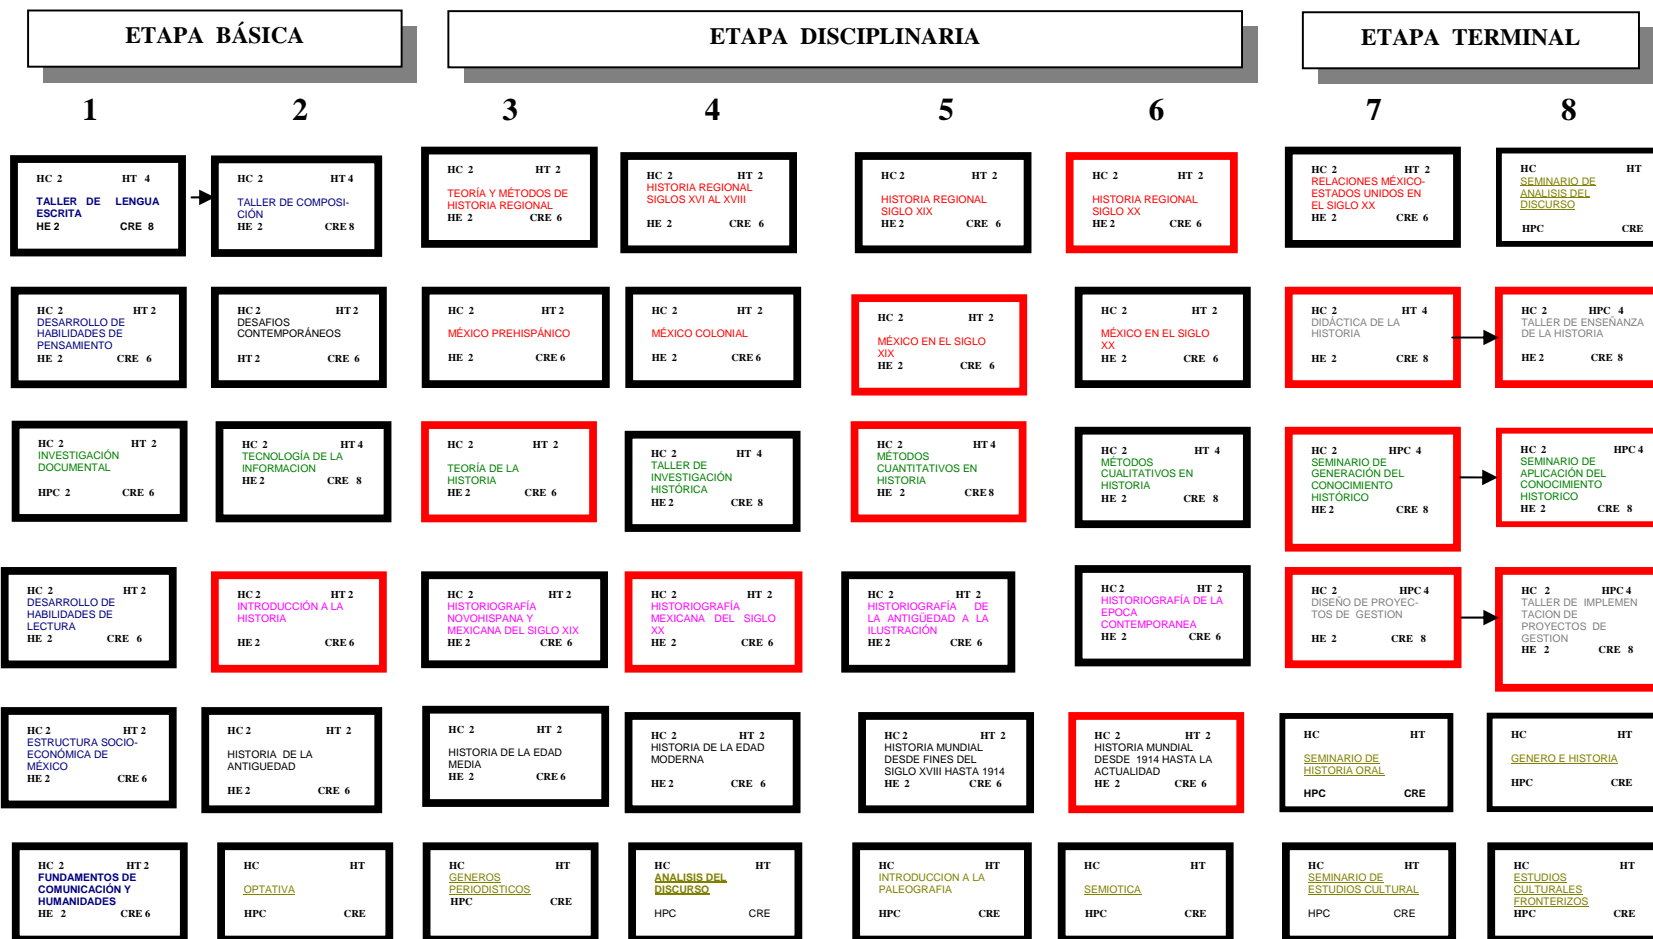 ETAPA BÁSICA
ETAPA DISCIPLINARIA
ETAPA TERMINAL
1 2 3 4 5 6 7 8
HC 2 HT 4
TALLER DE LENGUA
ESCRITA
HE 2 CRE 8
HC 2 HT 4
TALLER DE COMPOSI-
CIÓN
HE 2 CRE 8
HC 2 HT 2
TEORÍA Y MÉTODOS DE
HISTORIA REGIONAL
HE 2 CRE 6
HC 2 HT 2
HISTORIA REGIONAL
SIGLOS XVI AL XVIII
HE 2 CRE 6
HC 2 HT 2
HISTORIA REGIONAL
SIGLO XIX
HE 2 CRE 6
HC 2 HT 2
HISTORIA REGIONAL
SIGLO XX
HE 2 CRE 6
HC 2 HT 2
RELACIONES MÉXICO-
ESTADOS UNIDOS EN
EL SIGLO XX
HE 2 CRE 6
HC HT
SEMINARIO DE
ANALISIS DEL
DISCURSO
HPC CRE
HC 2 HT 2
DESARROLLO DE
HABILIDADES DE
PENSAMIENTO
HE 2 CRE 6
HC 2 HT 2
DESAFIOS
CONTEMPORÁNEOS
HT 2 CRE 6
HC 2 HT 2
MÉXICO PREHISPÁNICO
HE 2 CRE 6
HC 2 HT 2
MÉXICO COLONIAL
HE 2 CRE 6
HC 2 HT 2
MÉXICO EN EL SIGLO
XIX
HE 2 CRE 6
HC 2 HT 2
MÉXICO EN EL SIGLO
XX
HE 2 CRE 6
HC 2 HT 4
DIDÁCTICA DE LA
HISTORIA
HE 2 CRE 8
HC 2 HPC 4
TALLER DE ENSEÑANZA
DE LA HISTORIA
HE 2 CRE 8
HC 2 HT 2
INVESTIGACIÓN
DOCUMENTAL
HPC 2 CRE 6
HC 2 HT 4
TECNOLOGÍA DE LA
INFORMACION
HE 2 CRE 8
HC 2 HT 2
TEORÍA DE LA
HISTORIA
HE 2 CRE 6
HC 2 HT 4
TALLER DE
INVESTIGACIÓN
HISTÓRICA
HE 2 CRE 8
HC 2 HT 4
MÉTODOS
CUANTITATIVOS EN
HISTORIA
HE 2 CRE 8
HC 2 HT 4
MÉTODOS
CUALITATIVOS EN
HISTORIA
HE 2 CRE 8
HC 2 HPC 4
SEMINARIO DE
GENERACIÓN DEL
CONOCIMIENTO
HISTÓRICO
HE 2 CRE 8
HC 2 HPC 4
SEMINARIO DE
APLICACIÓN DEL
CONOCIMIENTO
HISTORICO
HE 2 CRE 8
HC 2 HT 2
DESARROLLO DE
HABILIDADES DE
LECTURA
HE 2 CRE 6
HC 2 HT 2
INTRODUCCIÓN A LA
HISTORIA
HE 2 CRE 6
HC 2 HT 2
HISTORIOGRAFÍA
NOVOHISPANA Y
MEXICANA DEL SIGLO XIX
HE 2 CRE 6
HC 2 HT 2
HISTORIOGRAFÍA
MEXICANA DEL SIGLO
XX
HE 2 CRE 6
HC 2 HT 2
HISTORIOGRAFÍA DE
LA ANTIGÜEDAD A LA
ILUSTRACIÓN
HE 2 CRE 6
HC 2 HT 2
HISTORIOGRAFÍA DE LA
EPOCA
CONTEMPORANEA
HE 2 CRE 6
HC 2 HPC 4
DISEÑO DE PROYEC-
TOS DE GESTION
HE 2 CRE 8
HC 2 HPC 4
TALLER DE IMPLEMEN
TACION DE
PROYECTOS DE
GESTION
HE 2 CRE 8
HC 2 HT 2
ESTRUCTURA SOCIO-
ECONÓMICA DE
MÉXICO
HE 2 CRE 6
HC 2 HT 2
HISTORIA DE LA
ANTIGUEDAD
HE 2 CRE 6
HC 2 HT 2
HISTORIA DE LA EDAD
MEDIA
HE 2 CRE 6
HC 2 HT 2
HISTORIA DE LA EDAD
MODERNA
HE 2 CRE 6
HC 2 HT 2
HISTORIA MUNDIAL
DESDE FINES DEL
SIGLO XVIII HASTA 1914
HE 2 CRE 6
HC 2 HT 2
HISTORIA MUNDIAL
DESDE 1914 HASTA LA
ACTUALIDAD
HE 2 CRE 6
HC HT
SEMINARIO DE
HISTORIA ORAL
HPC CRE
HC HT
GENERO E HISTORIA
HPC CRE
HC 2 HT 2
FUNDAMENTOS DE
COMUNICACIÓN Y
HUMANIDADES
HE 2 CRE 6
HC HT
OPTATIVA
HPC CRE
HC HT
GENEROS
PERIODISTICOS
HPC CRE
HC HT
ANALISIS DEL
DISCURSO
HPC CRE
HC HT
INTRODUCCION A LA
PALEOGRAFIA
HPC CRE
HC HT
SEMIOTICA
HPC CRE
HC HT
SEMINARIO DE
ESTUDIOS CULTURAL
HPC CRE
HC HT
ESTUDIOS
CULTURALES
FRONTERIZOS
HPC CRE